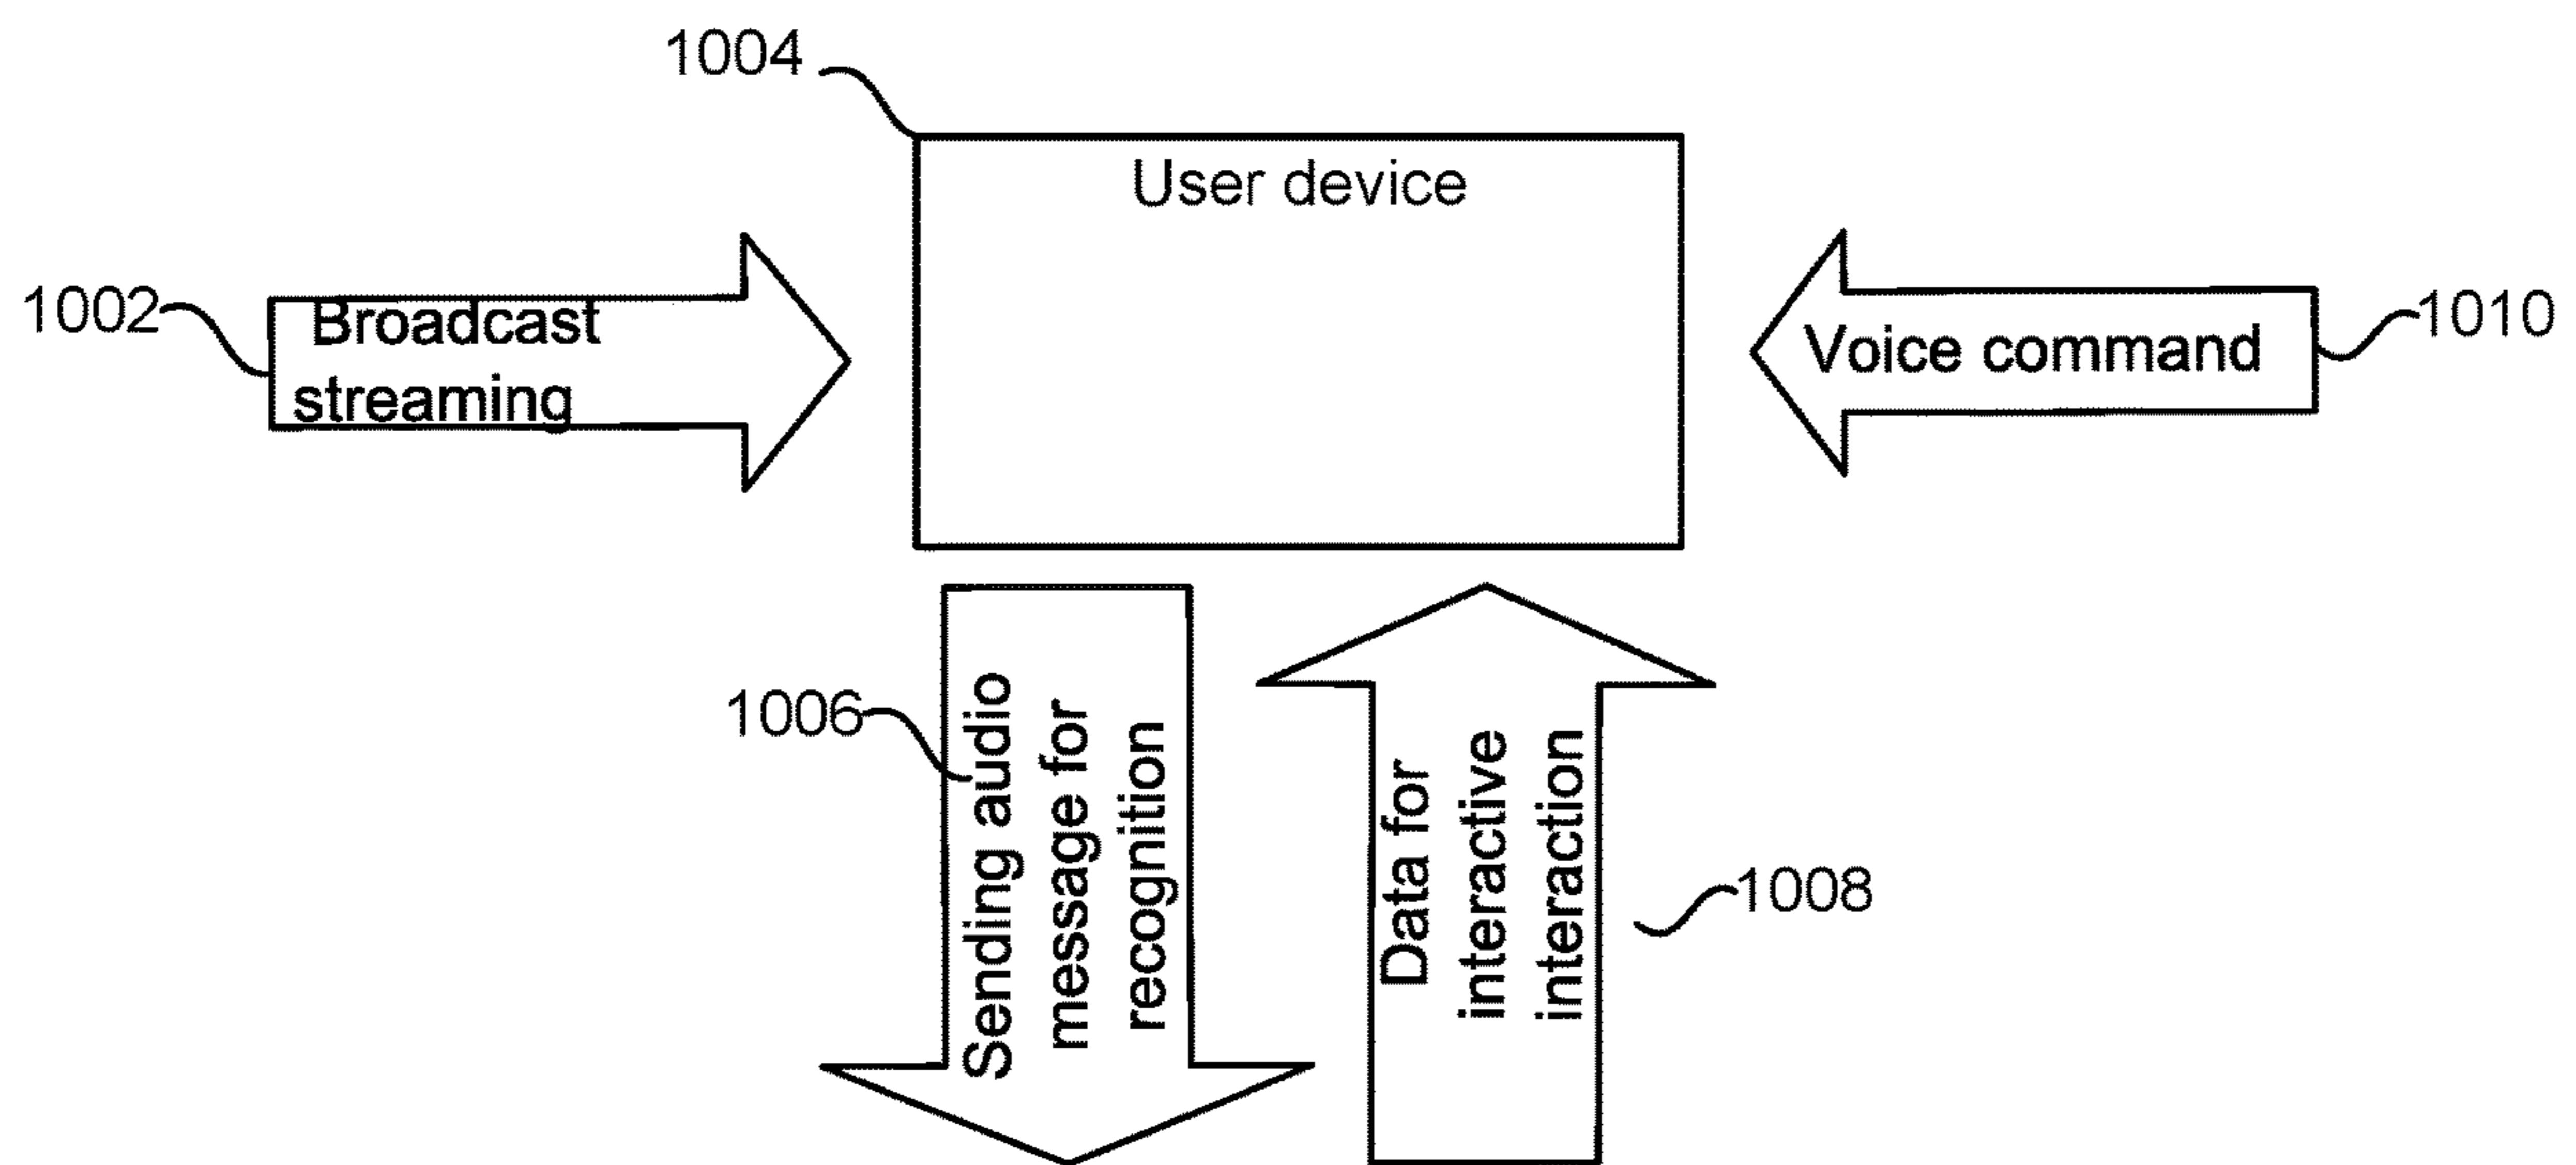 1004
User device
1002
Broadcast
streaming
Voice command
1010
1006
Sending audio
message for
recognition
Data for
interactive
interaction
1008